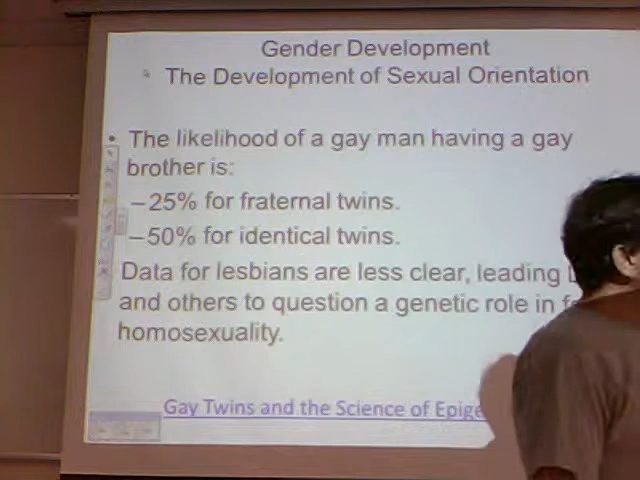 Gender Development
The Development of Sexual Orientation
• The likelihood of a gay man having a gay
brother is:
–25% for fraternal twins.
–50% for identical twins.
Data for lesbians are less clear, leading
and others to question a genetic role in
homosexuality.
Gay Twins and the Science of